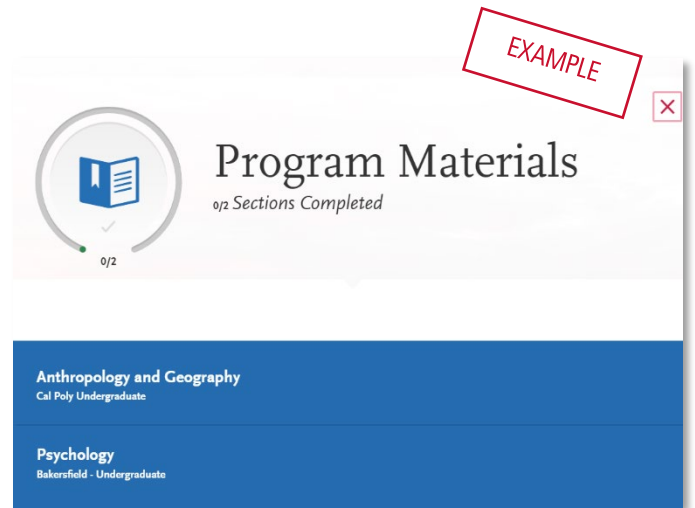 EXAMPLE
Program Materials
0/2 Sections Completed
0/2
Anthropology and Geography
Cal Poly Undergraduate
Psychology
Bakersfield - Undergraduate